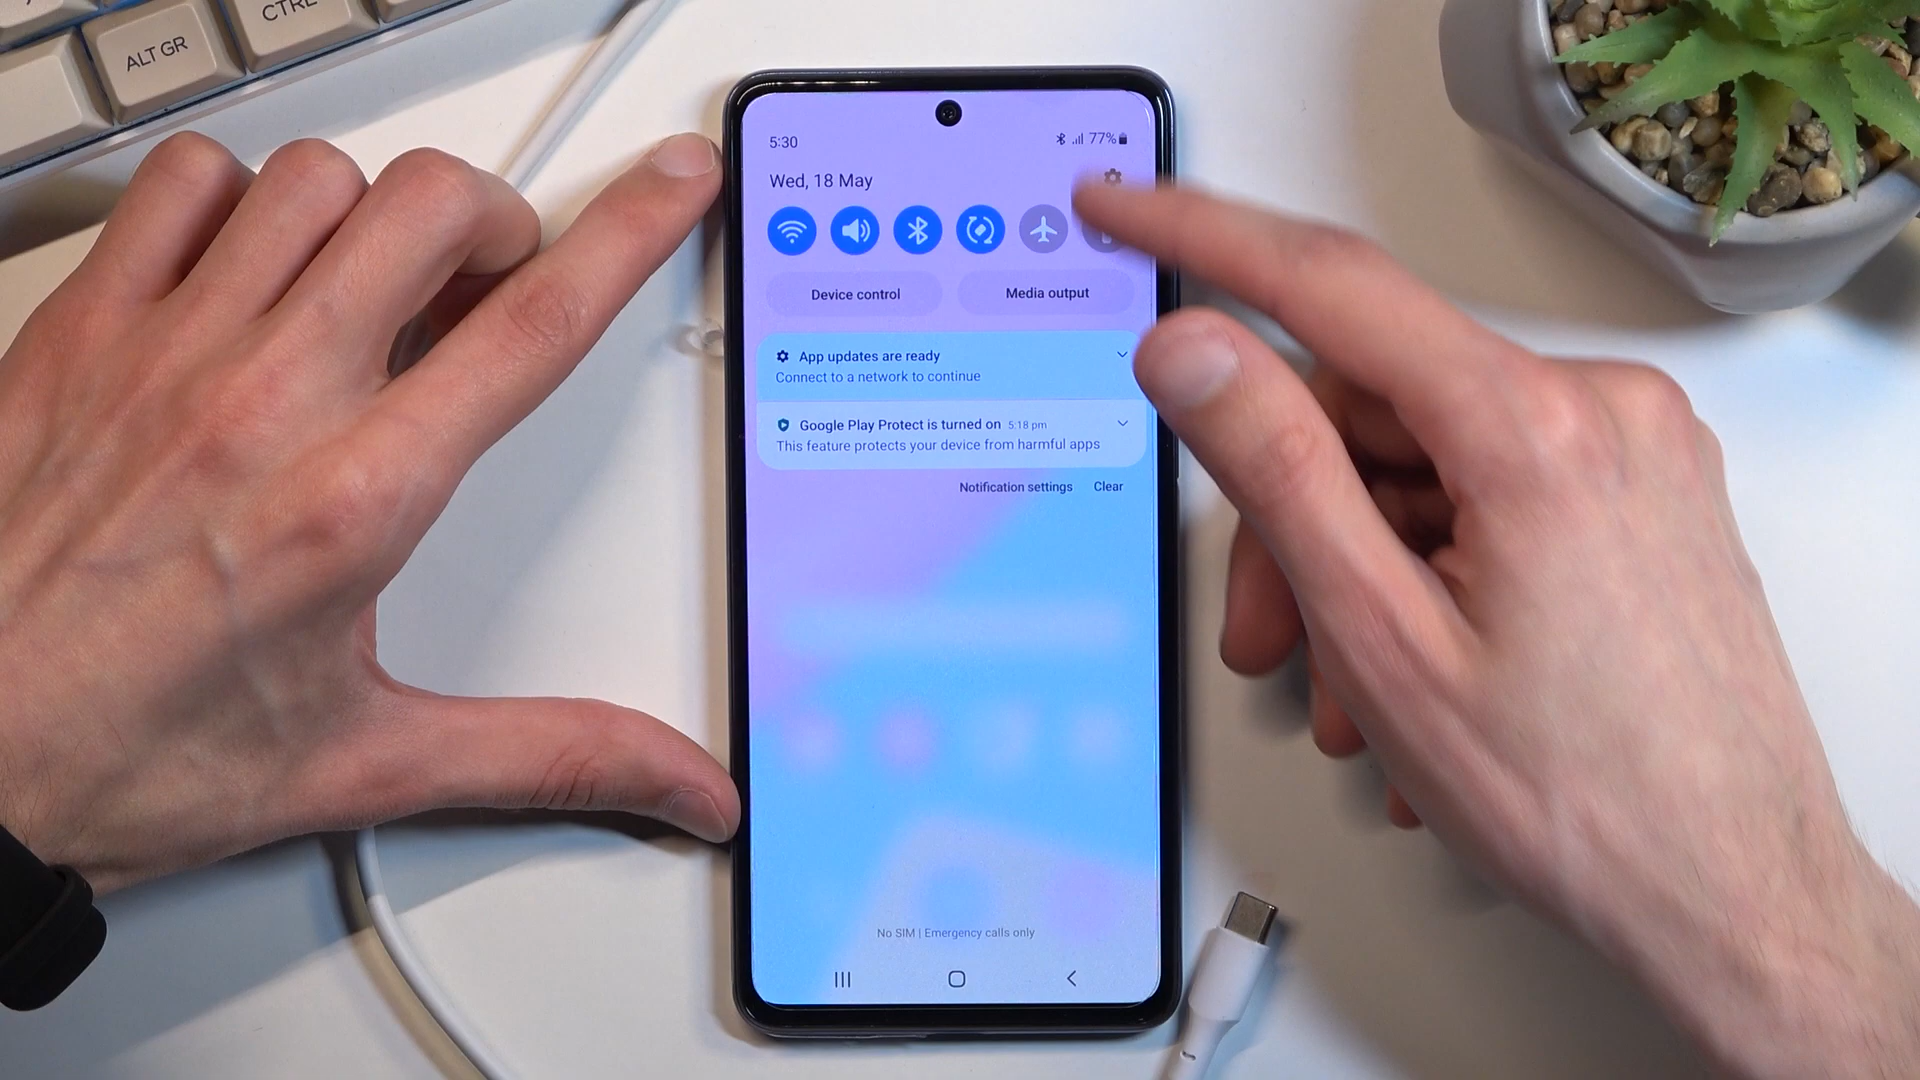 ALT GR
CTRL
5:30
77%
Wed, 18 May
Device control
Media output
App updates are ready
Connect to a network to continue
Google Play Protect is turned on 5:18 pm
This feature protects your device from harmful apps
Notification settings
Clear
No SIM | Emergency calls only